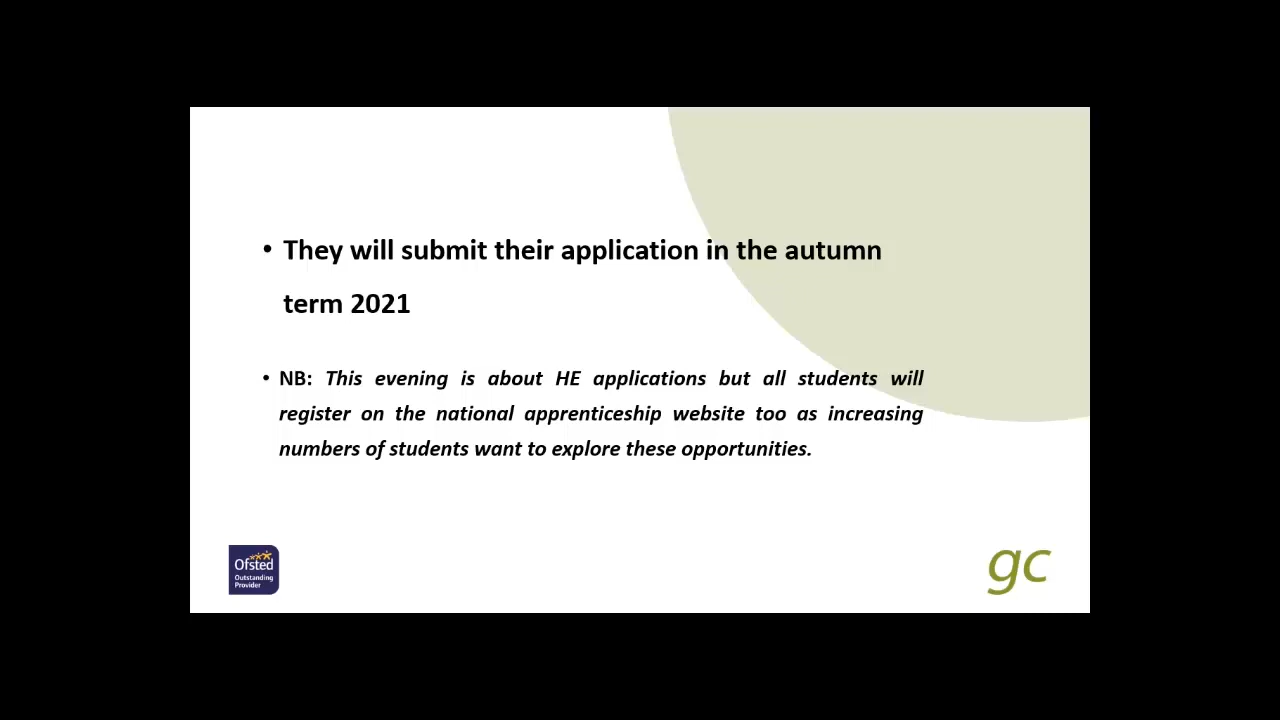 • They will submit their application in the autumn
term 2021
• NB: This evening is about HE applications but all students will
register on the national apprenticeship website too as increasing
numbers of students want to explore these opportunities.
Ofsted
Outstanding
Provider
gc